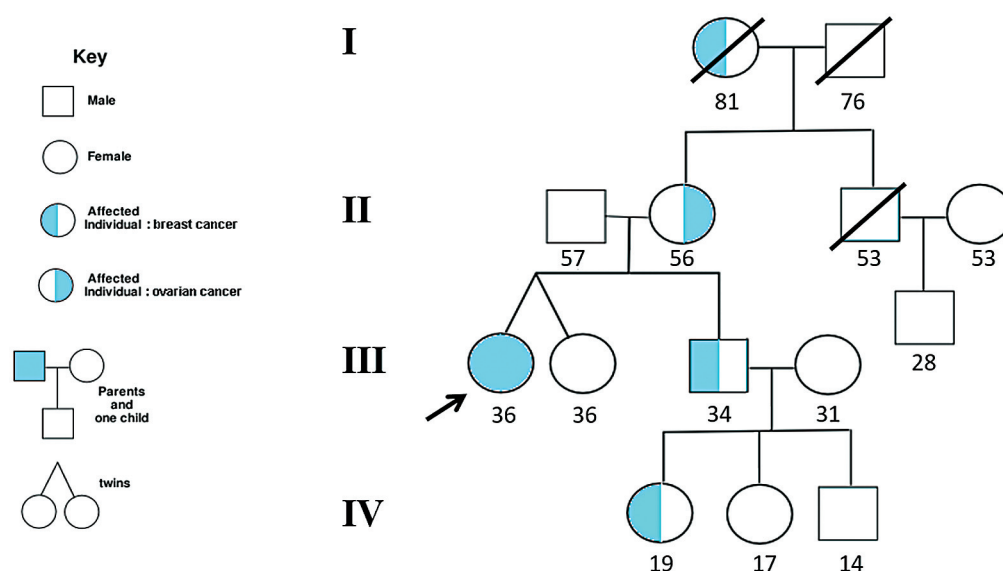 Key
Male
Female
Affected
Individual : breast cancer
Affected
Individual : ovarian cancer
Parents
and
one child
twins
I
81 76
II
57 56 53 53
28
III
36 36 34 31
IV
19 17 14